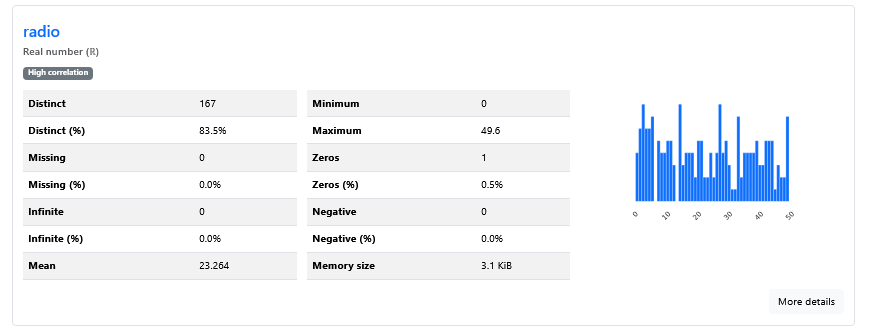 radio
Real number (ℝ)
High correlation
Distinct 167
Distinct (%) 83.5%
Missing 0
Missing (%) 0.0%
Infinite 0
Infinite (%) 0.0%
Mean 23.264
Minimum 0
Maximum 49.6
Zeros 1
Zeros (%) 0.5%
Negative 0
Negative (%) 0.0%
Memory size 3.1 KiB
0 10 20 30 40 50
More details